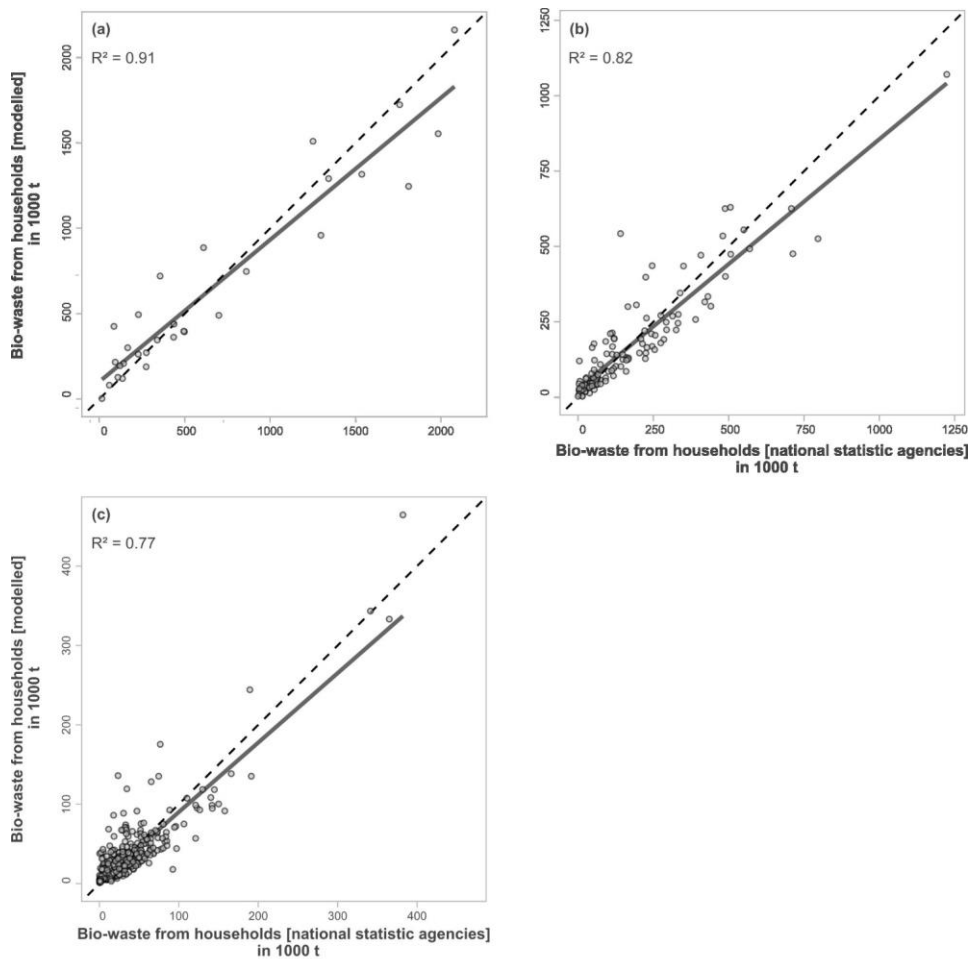 (a)
R² = 0.91
Bio-waste from households [modelled]
in 1000 t
2000
1500
1000
500
0
0
500
1000
1500
2000
(b)
R² = 0.82
1250
1000
750
500
250
0
0
250
500
750
1000
1250
Bio-waste from households [national statistic agencies]
in 1000 t
(c)
R² = 0.77
Bio-waste from households [modelled]
in 1000 t
400
300
200
100
0
0
100
200
300
400
Bio-waste from households [national statistic agencies]
in 1000 t